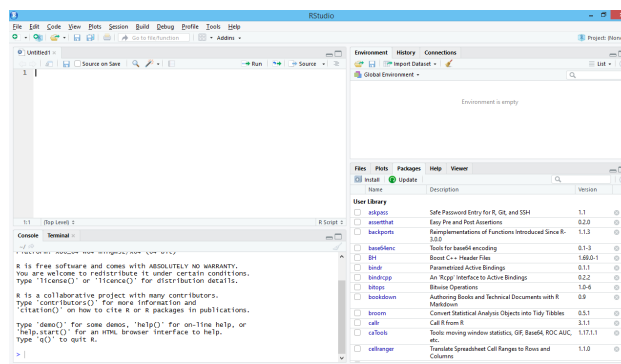 RStudio
File Edit Code View Plots Session Build Debug Profile Tools Help
Go to file/function Addins Project: (None
Untitled1
Source on Save Run Source
1
1:1 (Top Level) R Script
Console Terminal
~/
R is free software and comes with ABSOLUTELY NO WARRANTY.
You are welcome to redistribute it under certain conditions.
Type 'license()' or 'licence()' for distribution details.
R is a collaborative project with many contributors.
Type 'contributors()' for more information and
'citation()' on how to cite R or R packages in publications.
Type 'demo()' for some demos, 'help()' for on-line help, or
'help.start()' for an HTML browser interface to help.
Type 'q()' to quit R.
>
Environment History Connections
Import Dataset List
Global Environment
Environment is empty
Files Plots Packages Help Viewer
Install Update
Name Description Version
User Library
askpass Safe Password Entry for R, Git, and SSH 1.1
assertthat Easy Pre and Post Assertions 0.2.0
backports Reimplementations of Functions Introduced Since R- 1.1.3
3.0.0
base64enc Tools for base64 encoding 0.1-3
BH Boost C++ Header Files 1.69.0-1
bindr Parametrized Active Bindings 0.1.1
bindrcpp An 'Rcpp' Interface to Active Bindings 0.2.2
bitops Bitwise Operations 1.0-6
bookdown Authoring Books and Technical Documents with R 0.9
Markdown
broom Convert Statistical Analysis Objects into Tidy Tibbles 0.5.1
callr Call R from R 3.1.1
caTools Tools: moving window statistics, GIF, Base64, ROC AUC, 1.17.1.1
etc.
cellranger Translate Spreadsheet Cell Ranges to Rows and 1.1.0
Columns